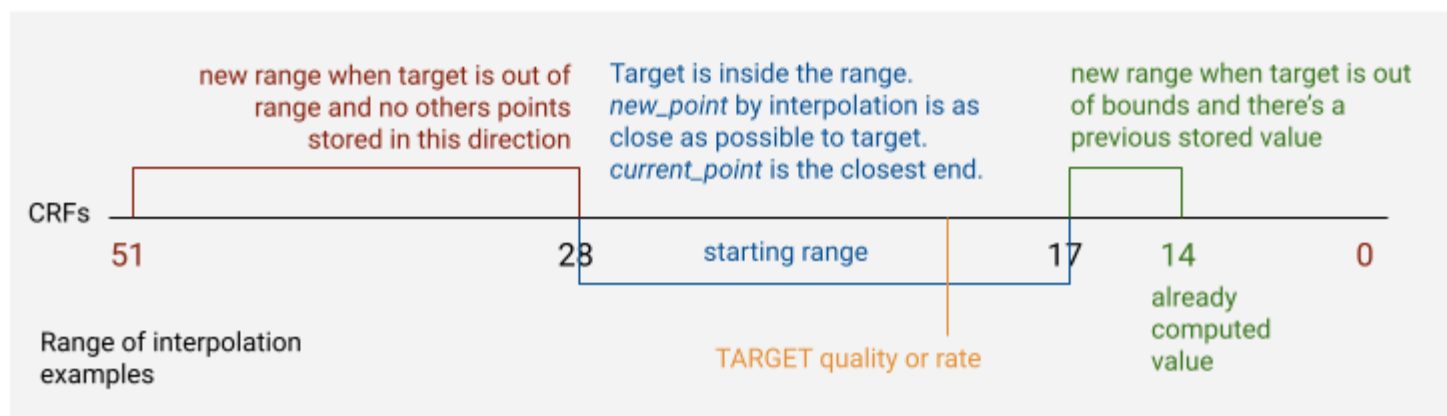 new range when target is out of
range and no others points
stored in this direction
Target is inside the range.
new_point by interpolation is as
close as possible to target.
current_point is the closest end.
new range when target is out
of bounds and there's a
previous stored value
CRFs
51
28
starting range
17
14
0
already
computed
value
Range of interpolation
examples
TARGET quality or rate